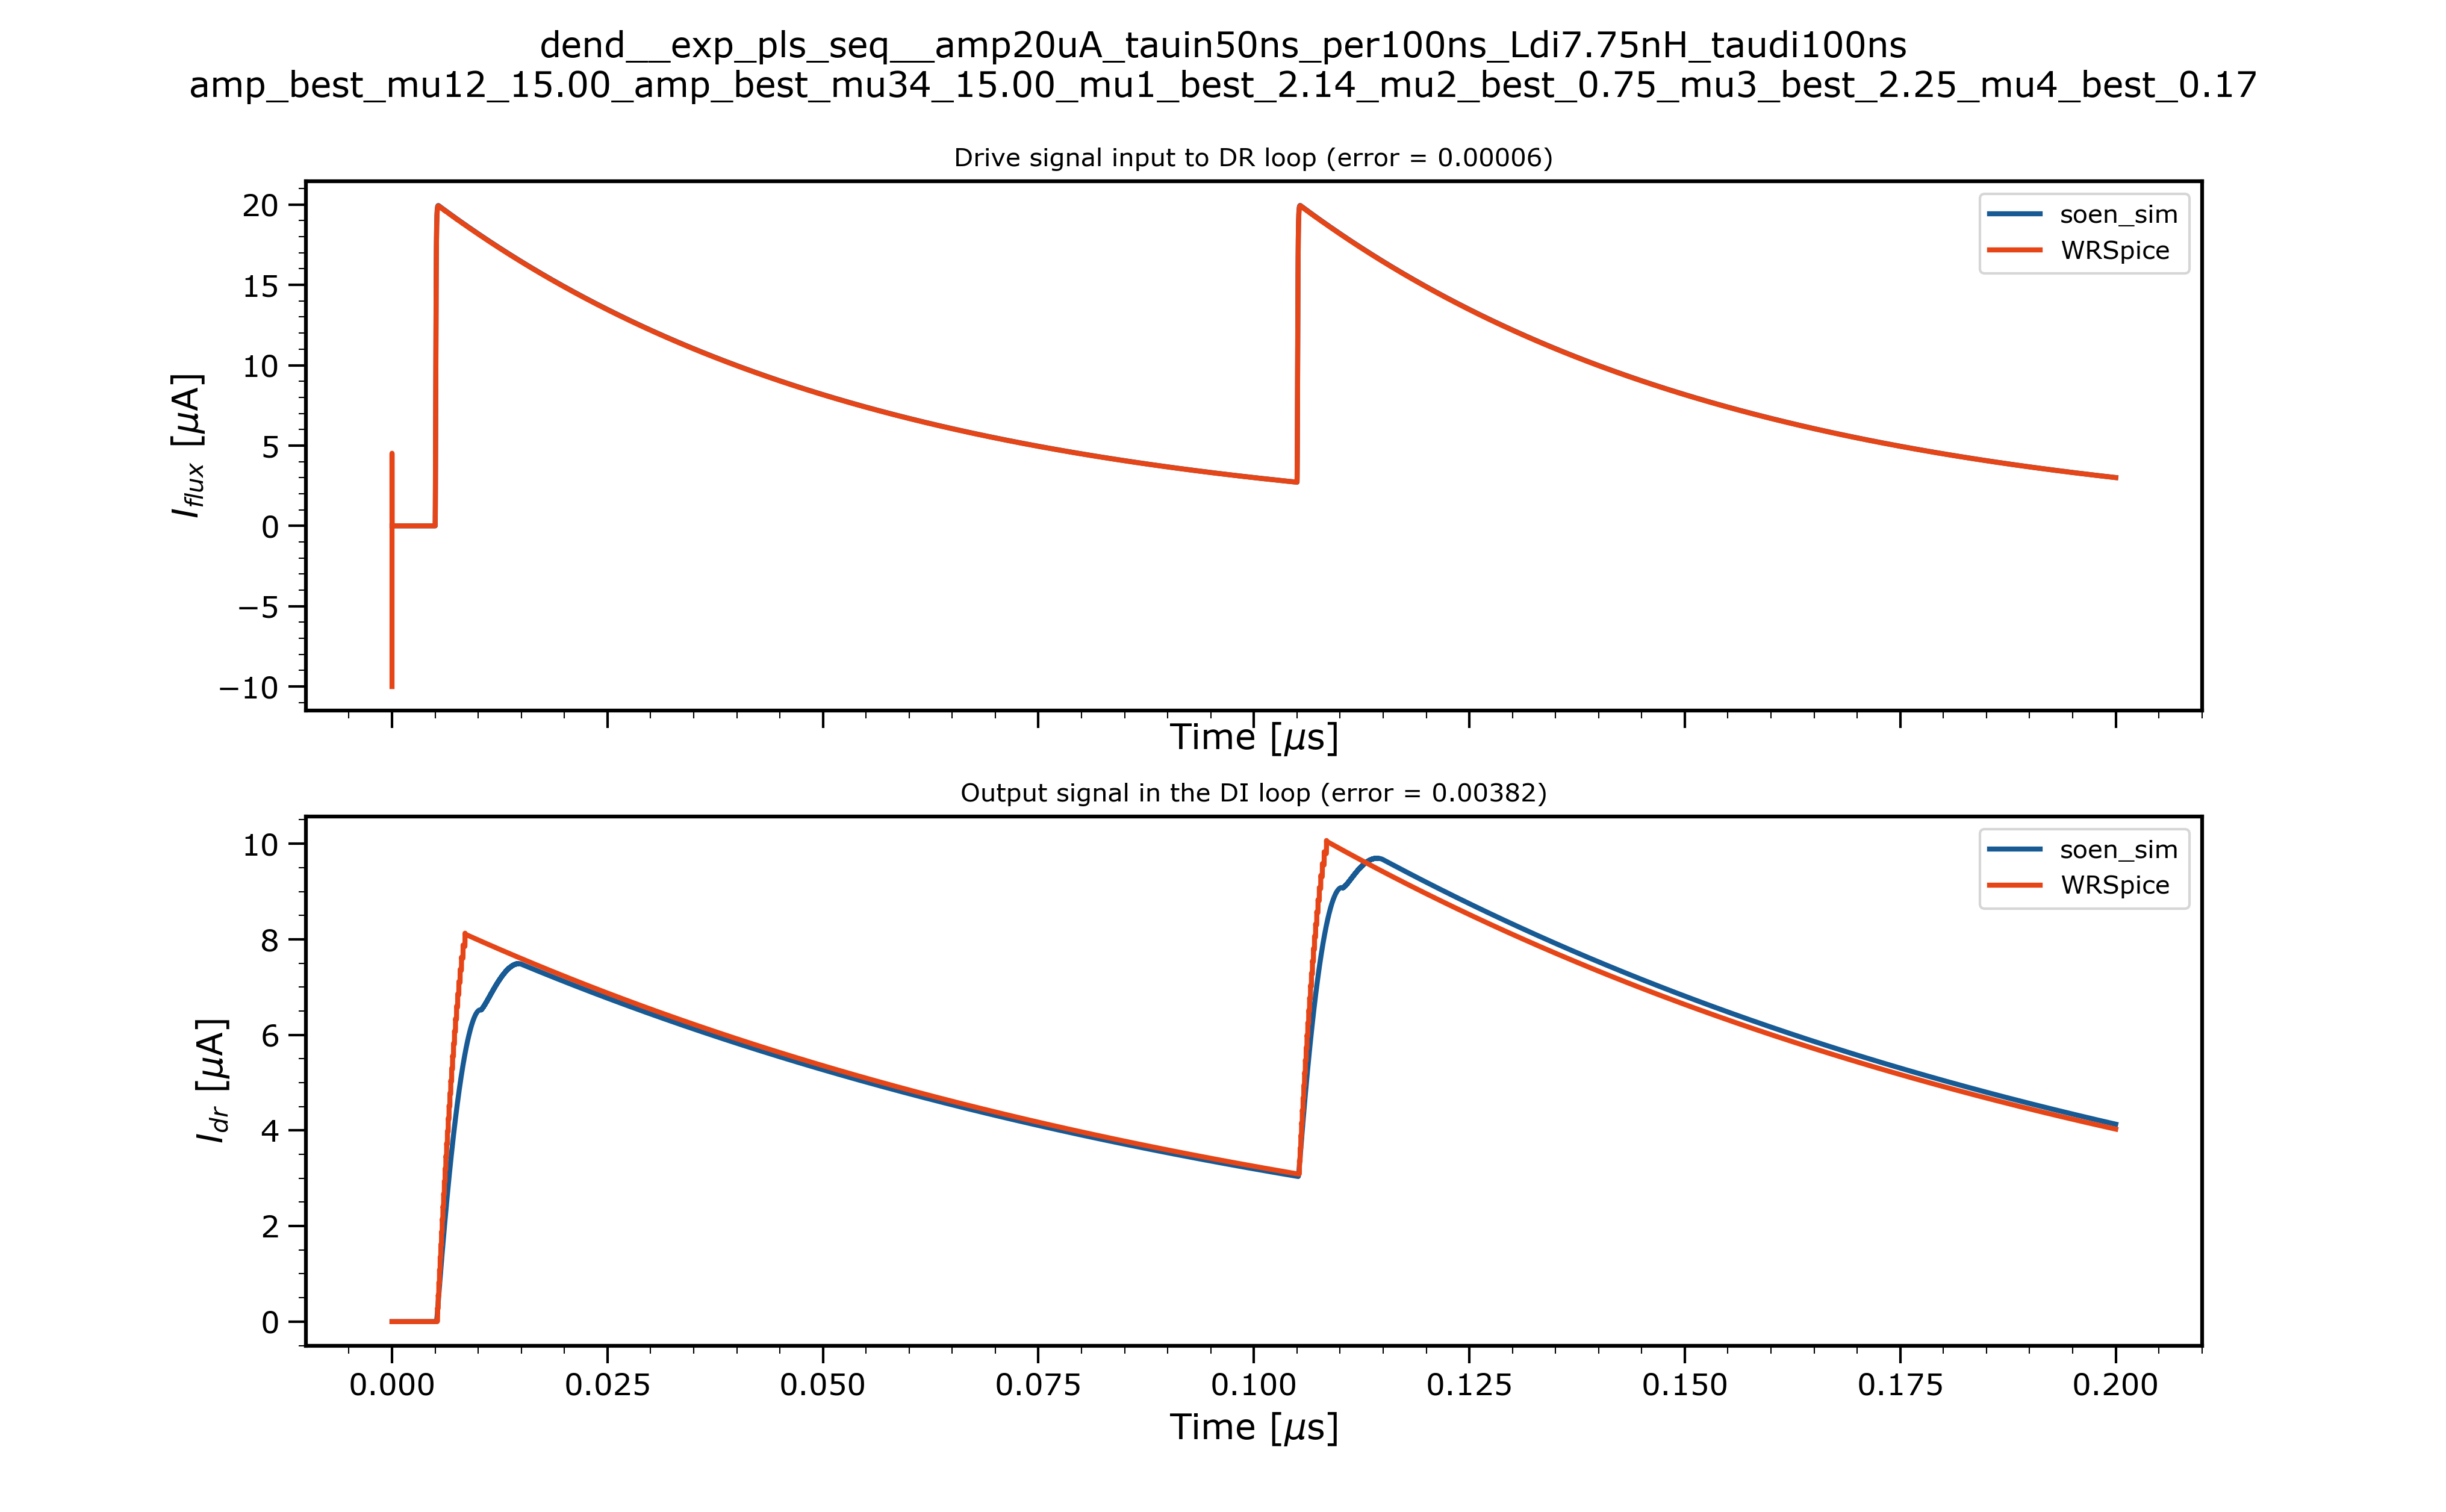 dend__exp_pls_seq__amp20uA_tauin50ns_per100ns_Ldi7.75nH_taudi100ns
amp_best_mu12_15.00_amp_best_mu34_15.00_mu1_best_2.14_mu2_best_0.75_mu3_best_2.25_mu4_best_0.17
Drive signal input to DR loop (error = 0.00006)
20
15
10
5
0
−5
−10
I_flux [μA]
soen_sim
WRSpice
Time [μs]
Output signal in the DI loop (error = 0.00382)
10
8
6
4
2
0
I_dr [μA]
soen_sim
WRSpice
0.000 0.025 0.050 0.075 0.100 0.125 0.150 0.175 0.200
Time [μs]